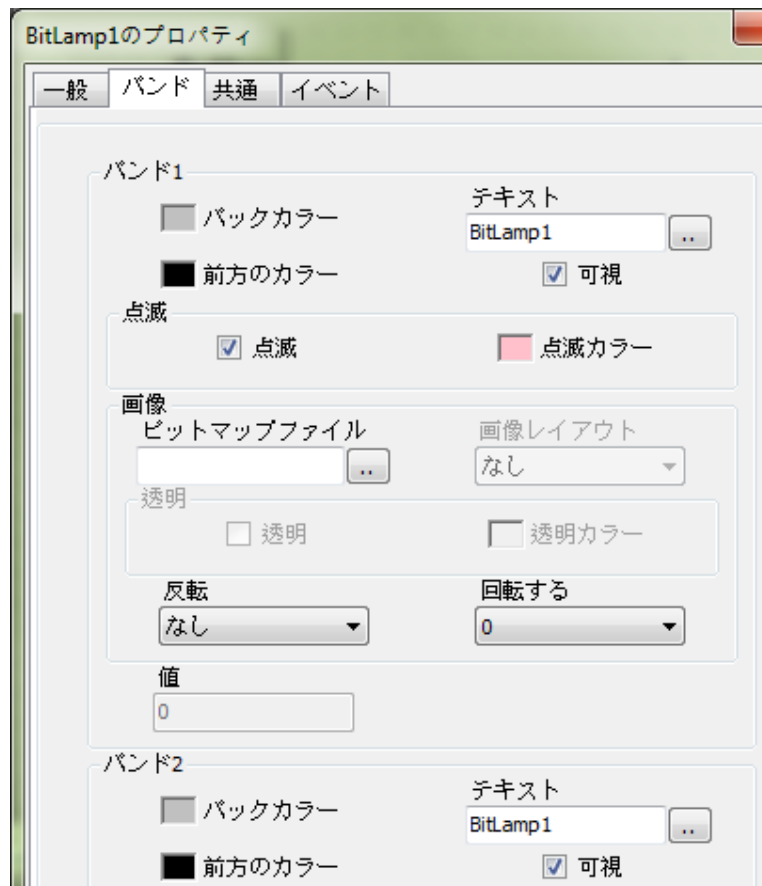 BitLamp1のプロパティ
一般 バンド 共通 イベント
バンド1
バックカラー
テキスト
BitLamp1 ..
前方のカラー
可視
点滅
点滅 点滅カラー
画像
ビットマップファイル 画像レイアウト
.. なし
透明
透明 透明カラー
反転 回転する
なし 0
値
0
バンド2
バックカラー
テキスト
BitLamp1 ..
前方のカラー 可視